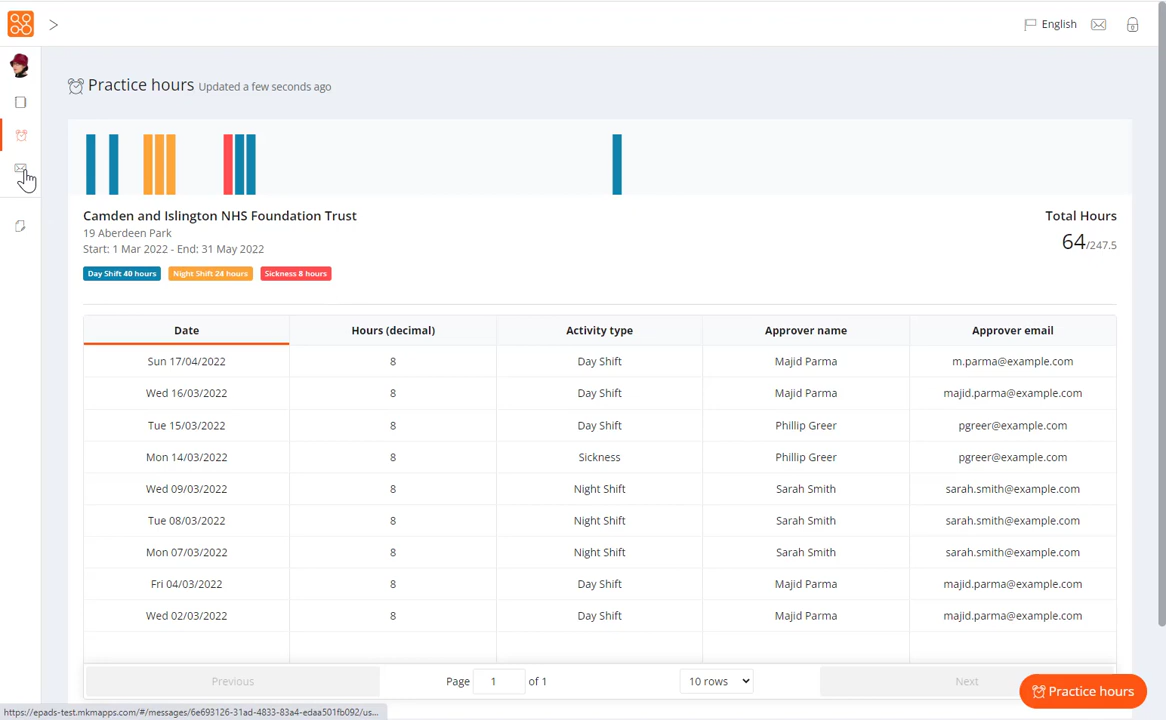 English
Practice hours Updated a few seconds ago
Camden and Islington NHS Foundation Trust
19 Aberdeen Park
Start: 1 Mar 2022 - End: 31 May 2022
Day Shift 40 hours Night Shift 24 hours Sickness 8 hours
Total Hours
64/247.5
Date Hours (decimal) Activity type Approver name Approver email
Sun 17/04/2022 8 Day Shift Majid Parma m.parma@example.com
Wed 16/03/2022 8 Day Shift Majid Parma majid.parma@example.com
Tue 15/03/2022 8 Day Shift Phillip Greer pgreer@example.com
Mon 14/03/2022 8 Sickness Phillip Greer pgreer@example.com
Wed 09/03/2022 8 Night Shift Sarah Smith sarah.smith@example.com
Tue 08/03/2022 8 Night Shift Sarah Smith sarah.smith@example.com
Mon 07/03/2022 8 Night Shift Sarah Smith sarah.smith@example.com
Fri 04/03/2022 8 Day Shift Majid Parma majid.parma@example.com
Wed 02/03/2022 8 Day Shift Majid Parma majid.parma@example.com
Previous Page 1 of 1 10 rows Next
Practice hours
https://epads-test.mkmapps.com/#/messages/6e693126-31ad-4833-83a4-edaa501fb092/us...